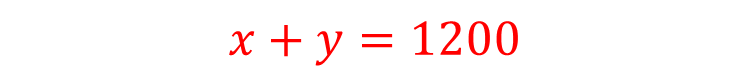 x + y = 1200